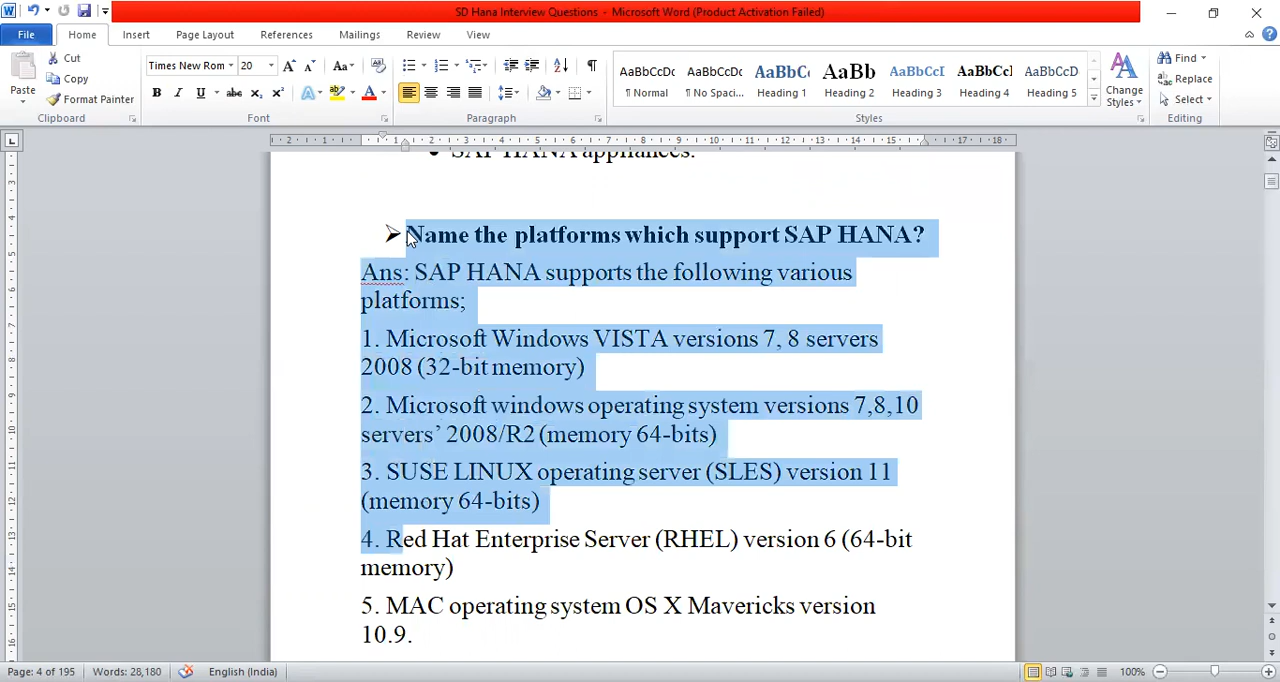 SD Hana Interview Questions - Microsoft Word (Product Activation Failed)
File Home Insert Page Layout References Mailings Review View
Paste Cut Copy Format Painter
Times New Rom 20
AaBbCcDc AaBbCcDc AaBbC AaBb AaBbCcI AaBbCcI AaBbCcD
¶ Normal ¶ No Spaci... Heading 1 Heading 2 Heading 3 Heading 4 Heading 5
Change Styles
Find Replace Select
Clipboard Font Paragraph Styles Editing
• SAP HANA appliances.
➢ Name the platforms which support SAP HANA?
Ans: SAP HANA supports the following various
platforms;
1. Microsoft Windows VISTA versions 7, 8 servers
2008 (32-bit memory)
2. Microsoft windows operating system versions 7,8,10
servers’ 2008/R2 (memory 64-bits)
3. SUSE LINUX operating server (SLES) version 11
(memory 64-bits)
4. Red Hat Enterprise Server (RHEL) version 6 (64-bit
memory)
5. MAC operating system OS X Mavericks version
10.9.
Page: 4 of 195 Words: 28,180 English (India) 100%